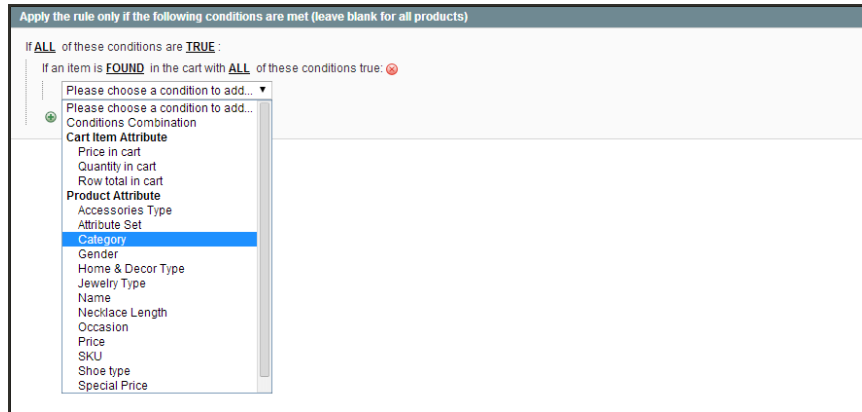 Apply the rule only if the following conditions are met (leave blank for all products)
If ALL of these conditions are TRUE :
If an item is FOUND in the cart with ALL of these conditions true:
Please choose a condition to add...
Please choose a condition to add...
Conditions Combination
Cart Item Attribute
Price in cart
Quantity in cart
Row total in cart
Product Attribute
Accessories Type
Attribute Set
Category
Gender
Home & Decor Type
Jewelry Type
Name
Necklace Length
Occasion
Price
SKU
Shoe type
Special Price